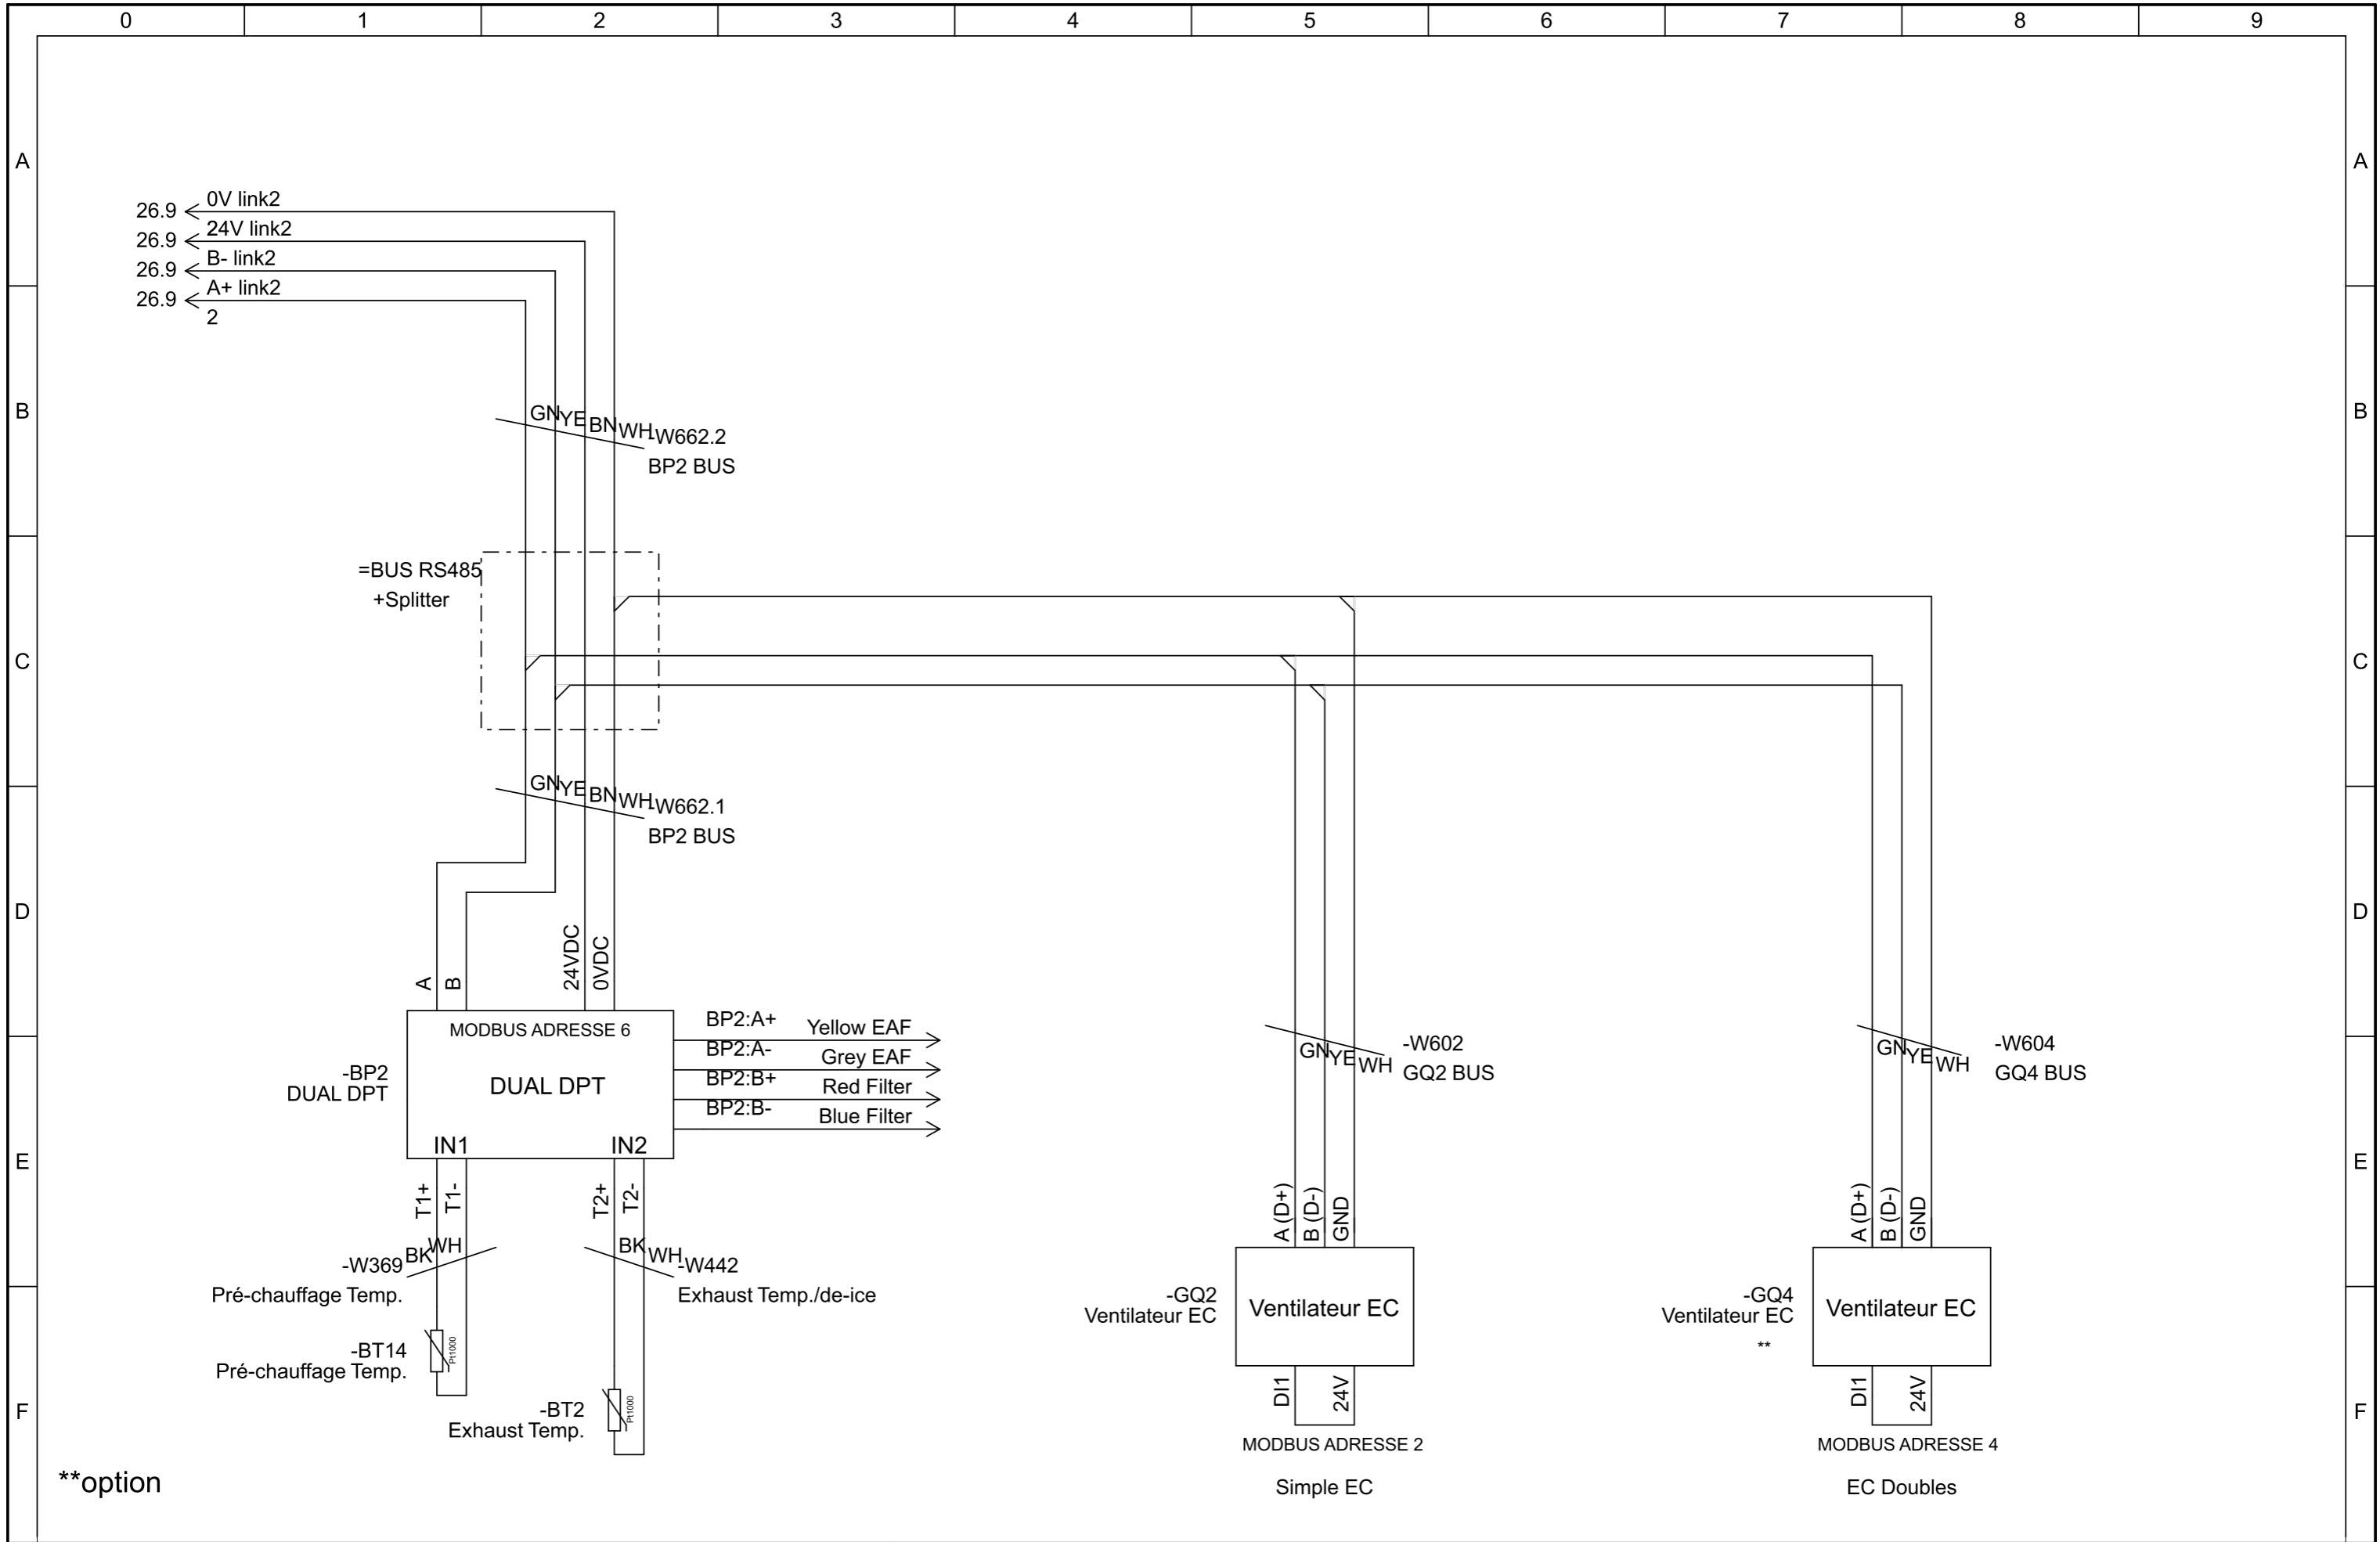 0 1 2 3 4 5 6 7 8 9
A A
26.9 0V link2
26.9 24V link2
26.9 B- link2
26.9 A+ link2
2
B B
GN YE BN WH -W662.2
BP2 BUS
=BUS RS485
+Splitter
C C
GN YE BN WH -W662.1
BP2 BUS
D D
A B 24VDC 0VDC
MODBUS ADRESSE 6
-BP2
DUAL DPT
DUAL DPT
IN1 IN2
BP2:A+ Yellow EAF
BP2:A- Grey EAF
BP2:B+ Red Filter
BP2:B- Blue Filter
GN YE WH -W602
GQ2 BUS
GN YE WH -W604
GQ4 BUS
E E
T1+ T1- T2+ T2-
A (D+) B (D-) GND
A (D+) B (D-) GND
-W369 BK WH
Pré-chauffage Temp.
BK WH -W442
Exhaust Temp./de-ice
-GQ2
Ventilateur EC
Ventilateur EC
-GQ4
Ventilateur EC
**
Ventilateur EC
-BT14
Pré-chauffage Temp.
Pt1000
-BT2
Exhaust Temp.
Pt1000
F F
DI1 24V
DI1 24V
MODBUS ADRESSE 2
MODBUS ADRESSE 4
Simple EC
EC Doubles
**option